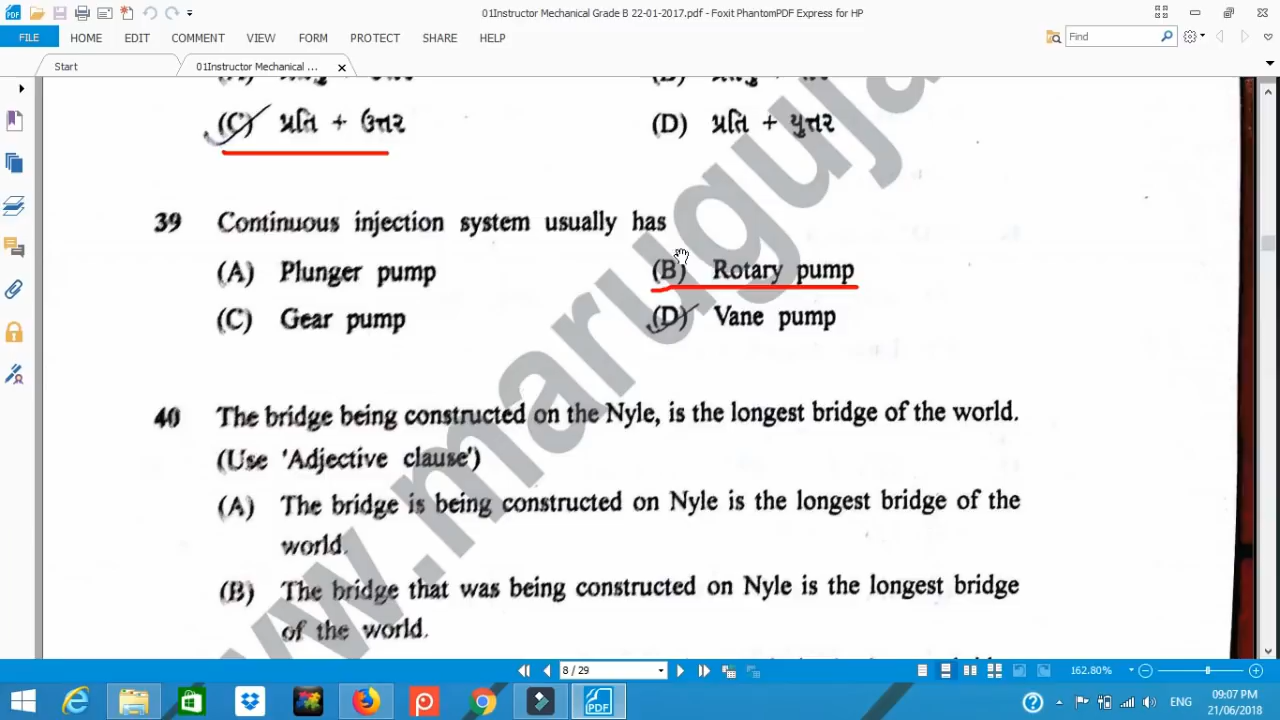 01Instructor Mechanical Grade B 22-01-2017.pdf - Foxit PhantomPDF Express for HP
FILE HOME EDIT COMMENT VIEW FORM PROTECT SHARE HELP
Find
Start 01Instructor Mechanical ...
(C) પ્રતિ + ઉત્તર (D) પ્રતિ + યુત્તર
39 Continuous injection system usually has
(A) Plunger pump (B) Rotary pump
(C) Gear pump (D) Vane pump
40 The bridge being constructed on the Nyle, is the longest bridge of the world.
(Use 'Adjective clause')
(A) The bridge is being constructed on Nyle is the longest bridge of the
world.
(B) The bridge that was being constructed on Nyle is the longest bridge
of the world.
www.maruguj
8 / 29 162.80%
ENG 09:07 PM
21/06/2018